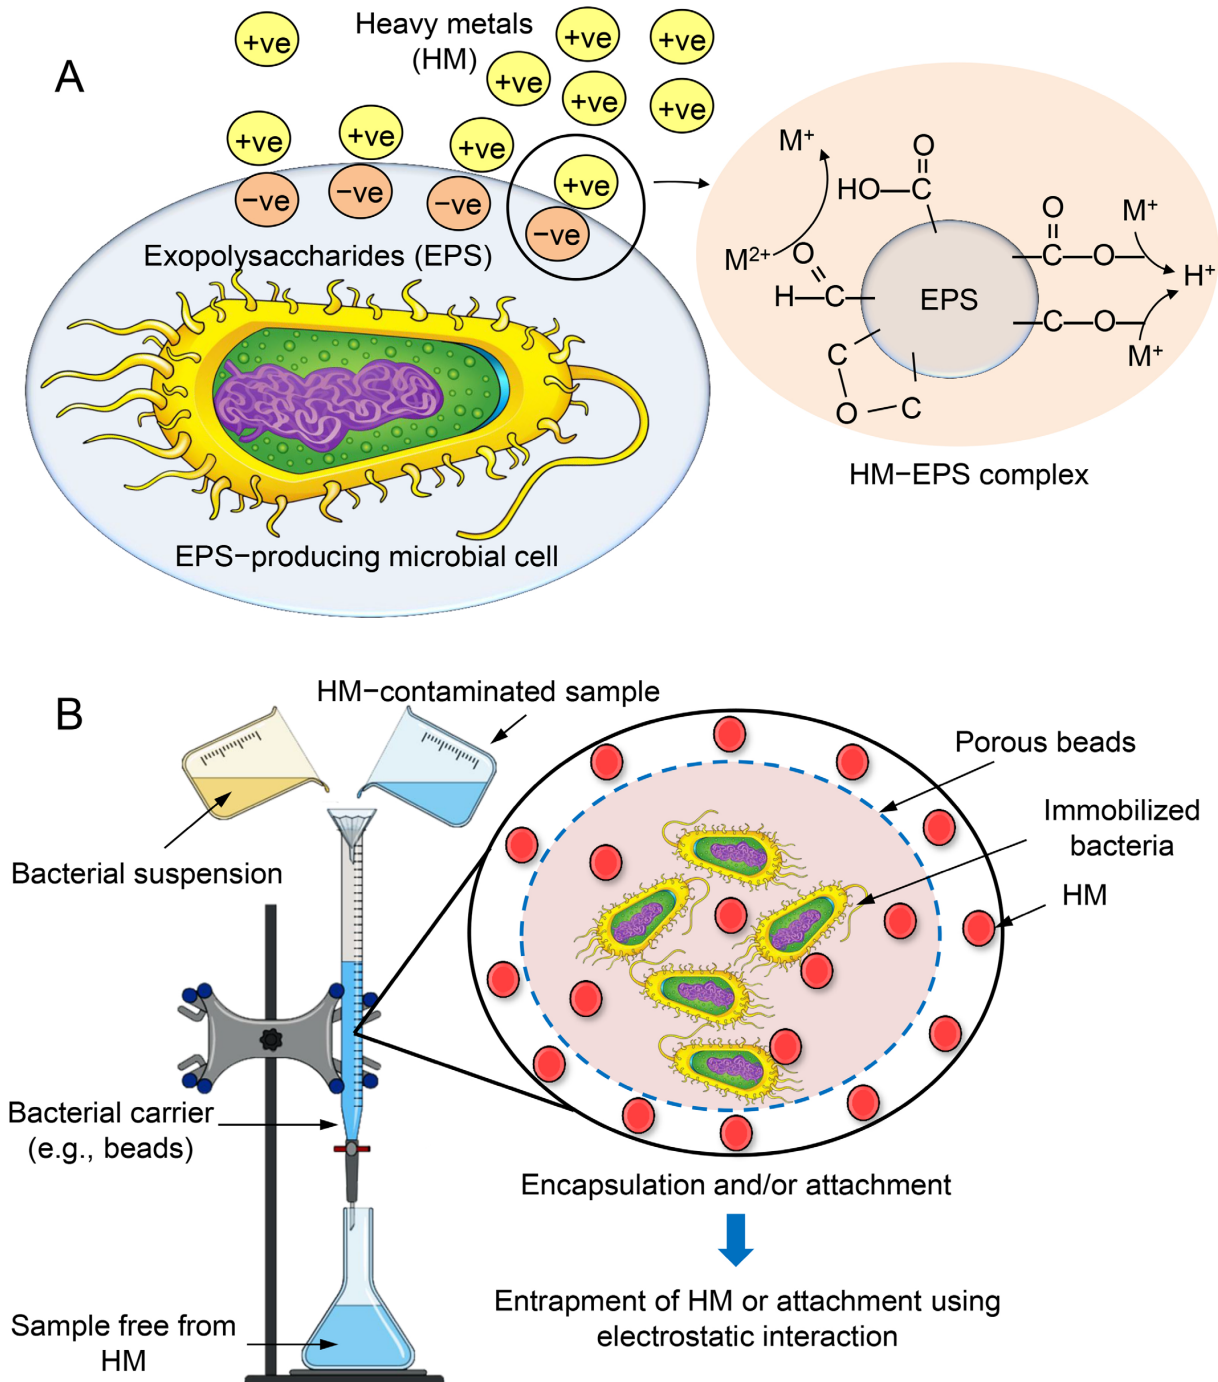 A
Heavy metals
(HM)
+ve
+ve
+ve
+ve
+ve
+ve
+ve
+ve
+ve
+ve
−ve
−ve
−ve
−ve
Exopolysaccharides (EPS)
EPS−producing microbial cell
M⁺
M²⁺
O
HO
C
O
H
C
EPS
O
C
O
M⁺
H⁺
C
O
M⁺
C
O
C
HM−EPS complex
B
HM−contaminated sample
Bacterial suspension
Porous beads
Immobilized
bacteria
HM
Bacterial carrier
(e.g., beads)
Encapsulation and/or attachment
Entrapment of HM or attachment using
electrostatic interaction
Sample free from
HM